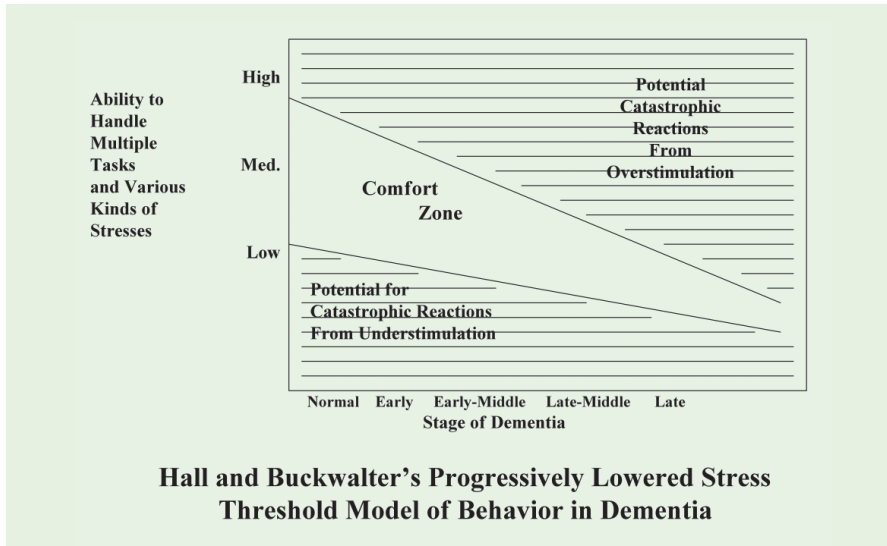 High
Ability to
Handle
Multiple
Tasks
and Various
Kinds of
Stresses
Med.
Low
Potential
Catastrophic
Reactions
From
Overstimulation
Comfort
Zone
Potential for
Catastrophic Reactions
From Understimulation
Normal Early Early-Middle Late-Middle Late
Stage of Dementia
Hall and Buckwalter's Progressively Lowered Stress
Threshold Model of Behavior in Dementia